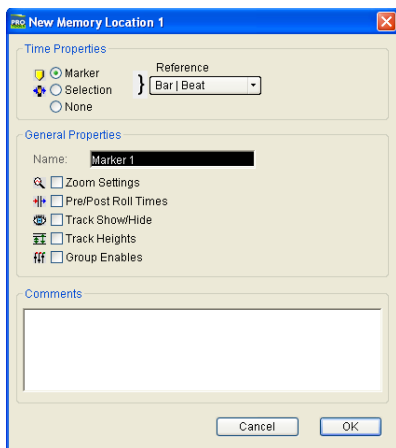 PRO New Memory Location 1
Time Properties
Marker
Reference
Selection
Bar | Beat
None
General Properties
Name: Marker 1
Zoom Settings
Pre/Post Roll Times
Track Show/Hide
Track Heights
Group Enables
Comments
Cancel OK